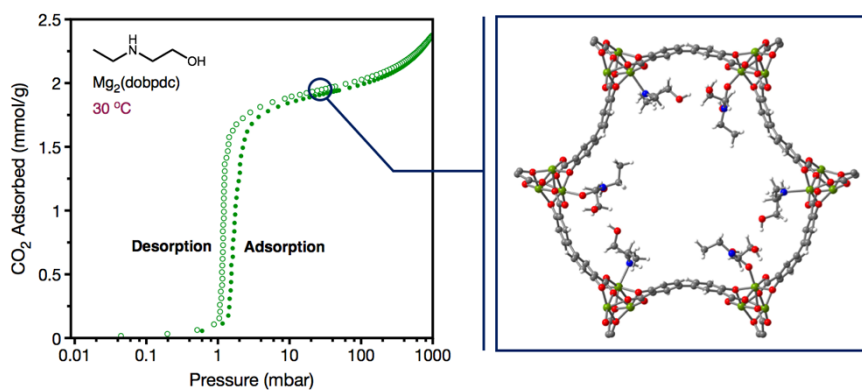 H
N
OH
Mg₂(dobpdc)
30 °C
CO₂ Adsorbed (mmol/g)
2.5
2
1.5
1
0.5
0
Desorption
Adsorption
0.01 0.1 1 10 100 1000
Pressure (mbar)